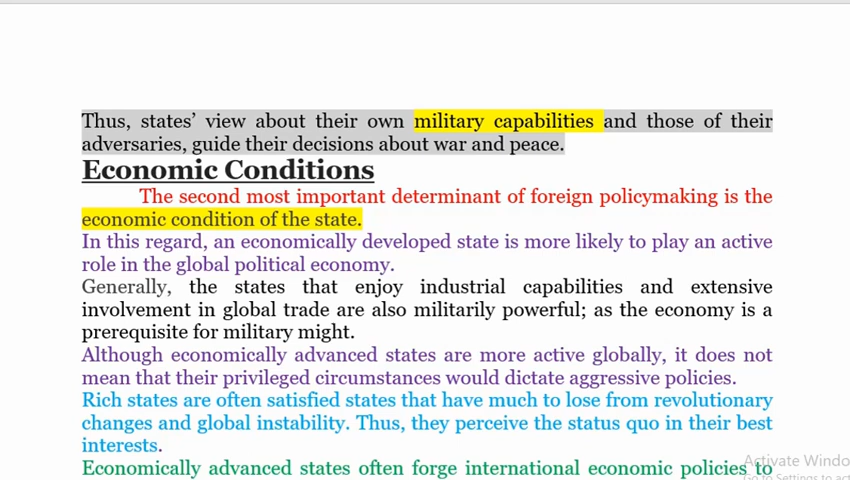 Thus, states’ view about their own military capabilities and those of their
adversaries, guide their decisions about war and peace.
Economic Conditions
The second most important determinant of foreign policymaking is the
economic condition of the state.
In this regard, an economically developed state is more likely to play an active
role in the global political economy.
Generally, the states that enjoy industrial capabilities and extensive
involvement in global trade are also militarily powerful; as the economy is a
prerequisite for military might.
Although economically advanced states are more active globally, it does not
mean that their privileged circumstances would dictate aggressive policies.
Rich states are often satisfied states that have much to lose from revolutionary
changes and global instability. Thus, they perceive the status quo in their best
interests.
Activate Windo
Economically advanced states often forge international economic policies to
Go to Settings to act